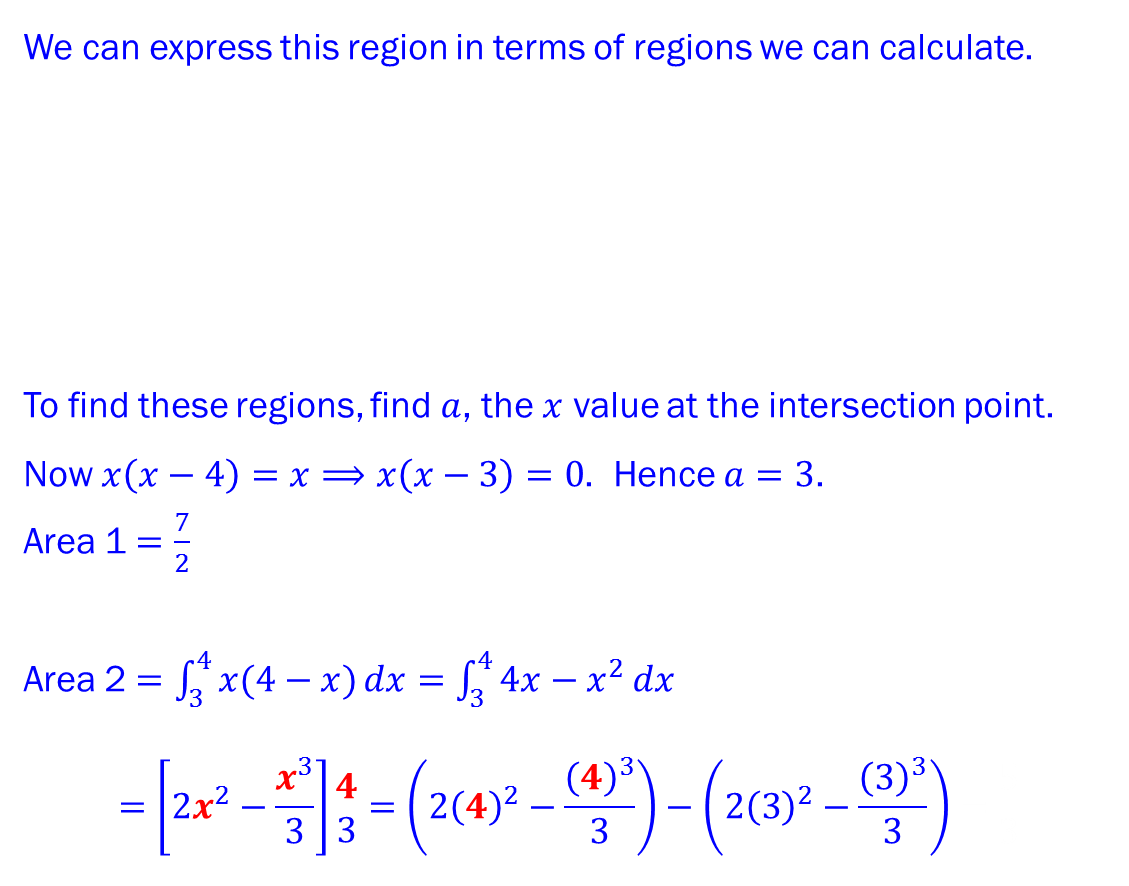 We can express this region in terms of regions we can calculate.
To find these regions, find a, the x value at the intersection point.
Now x(x − 4) = x ⟹ x(x − 3) = 0. Hence a = 3.
Area 1 = 7/2
Area 2 = ∫₃⁴ x(4 − x) dx = ∫₃⁴ 4x − x² dx
= [2x² − x³/3]₃⁴ = (2(4)² − (4)³/3) − (2(3)² − (3)³/3)